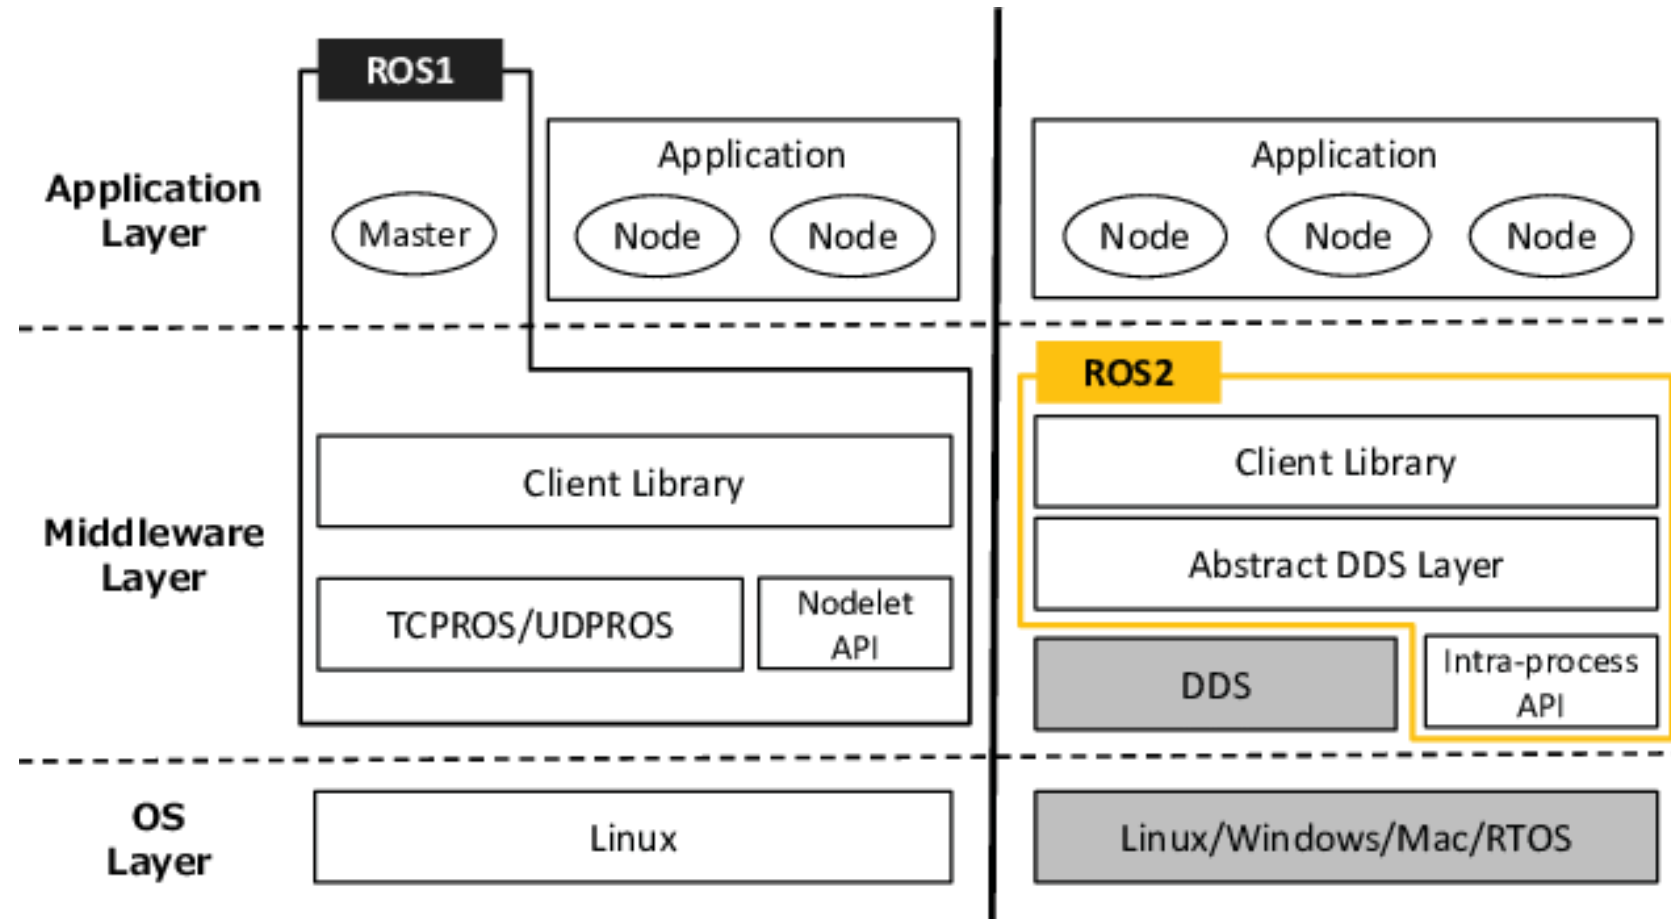 ROS1
Application
Layer
Master
Application
Node
Node
Application
Node
Node
Node
Middleware
Layer
Client Library
TCPROS/UDPROS
Nodelet
API
ROS2
Client Library
Abstract DDS Layer
DDS
Intra-process
API
OS
Layer
Linux
Linux/Windows/Mac/RTOS